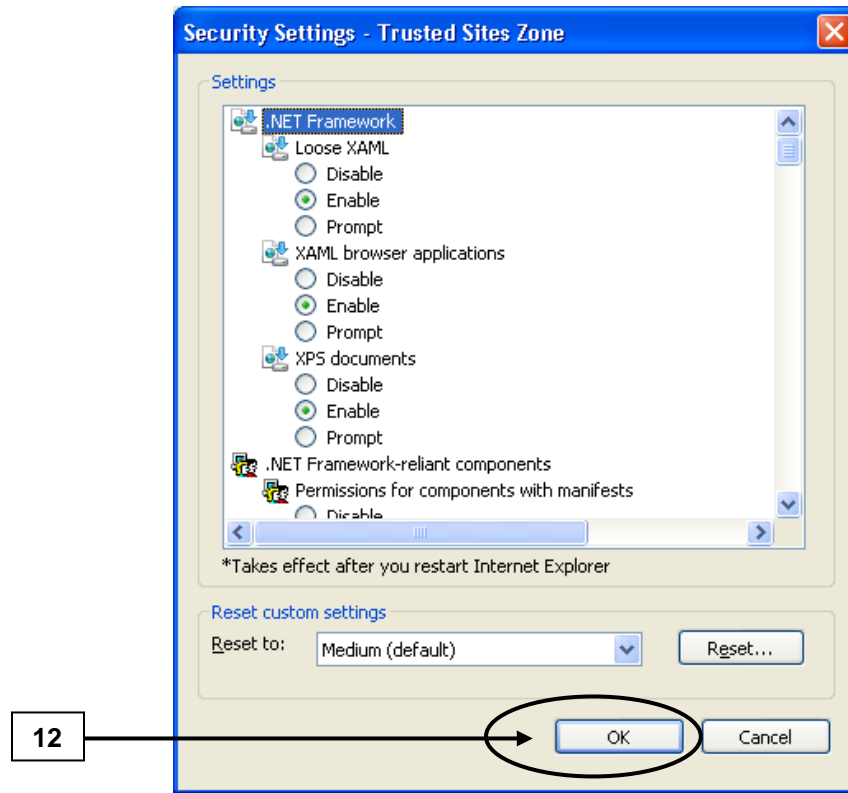 Security Settings - Trusted Sites Zone
Settings
.NET Framework
Loose XAML
Disable
Enable
Prompt
XAML browser applications
Disable
Enable
Prompt
XPS documents
Disable
Enable
Prompt
.NET Framework-reliant components
Permissions for components with manifests
Disable
*Takes effect after you restart Internet Explorer
Reset custom settings
Reset to: Medium (default) Reset...
12 OK Cancel